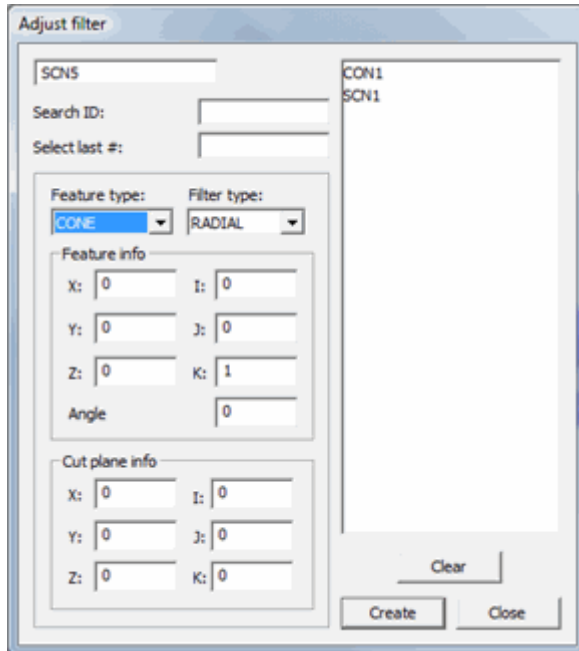 Adjust filter
SCN5
Search ID:
Select last #:
CON1
SCN1
Feature type: Filter type:
CONE RADIAL
Feature info
X: 0 I: 0
Y: 0 J: 0
Z: 0 K: 1
Angle 0
Cut plane info
X: 0 I: 0
Y: 0 J: 0
Z: 0 K: 0
Clear
Create Close